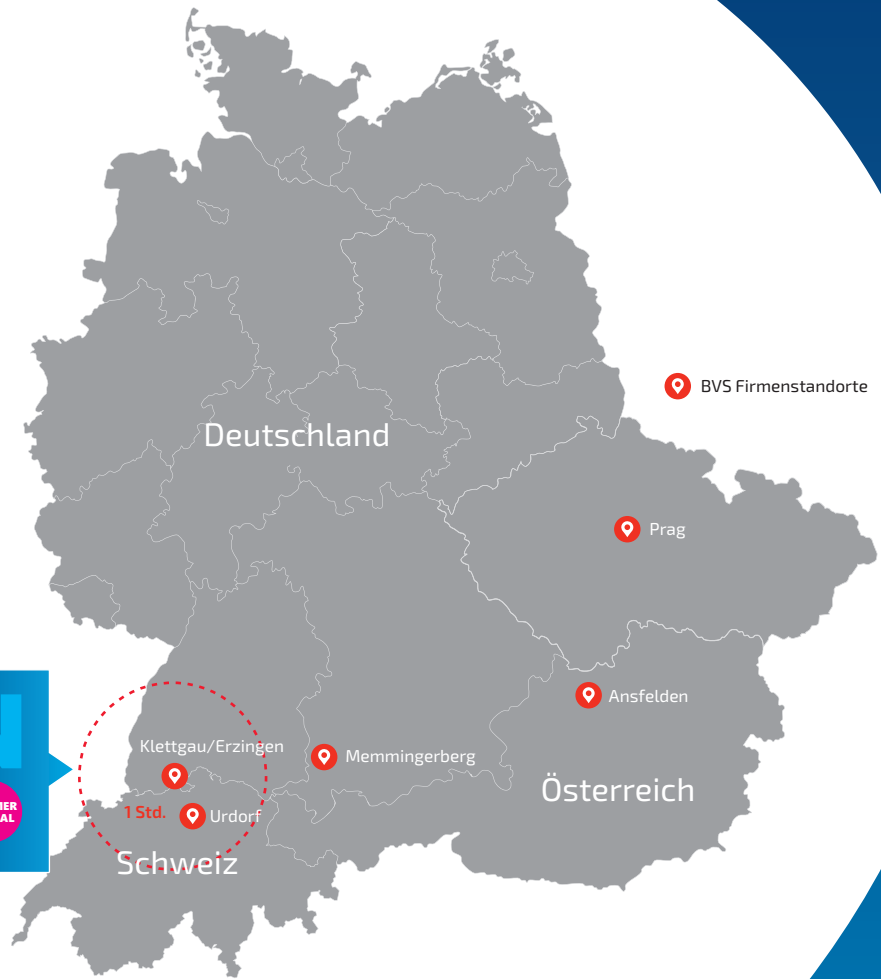 BVS Firmenstandorte
Deutschland
Prag
Ansfelden
Klettgau/Erzingen
Memmingerberg
Österreich
1 Std.
Urdorf
Schweiz